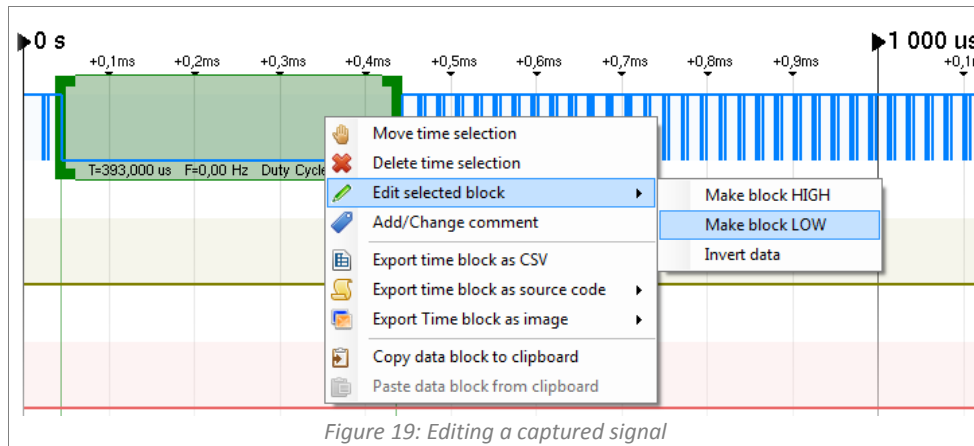 0 s
1 000 us
+0,1ms +0,2ms +0,3ms +0,4ms +0,5ms +0,6ms +0,7ms +0,8ms +0,9ms
T=393,000 us F=0,00 Hz Duty
Move time selection
Delete time selection
Edit selected block
Add/Change comment
Export time block as CSV
Export time block as source code
Export Time block as image
Copy data block to clipboard
Paste data block from clipboard
Make block HIGH
Make block LOW
Invert data
Figure 19: Editing a captured signal